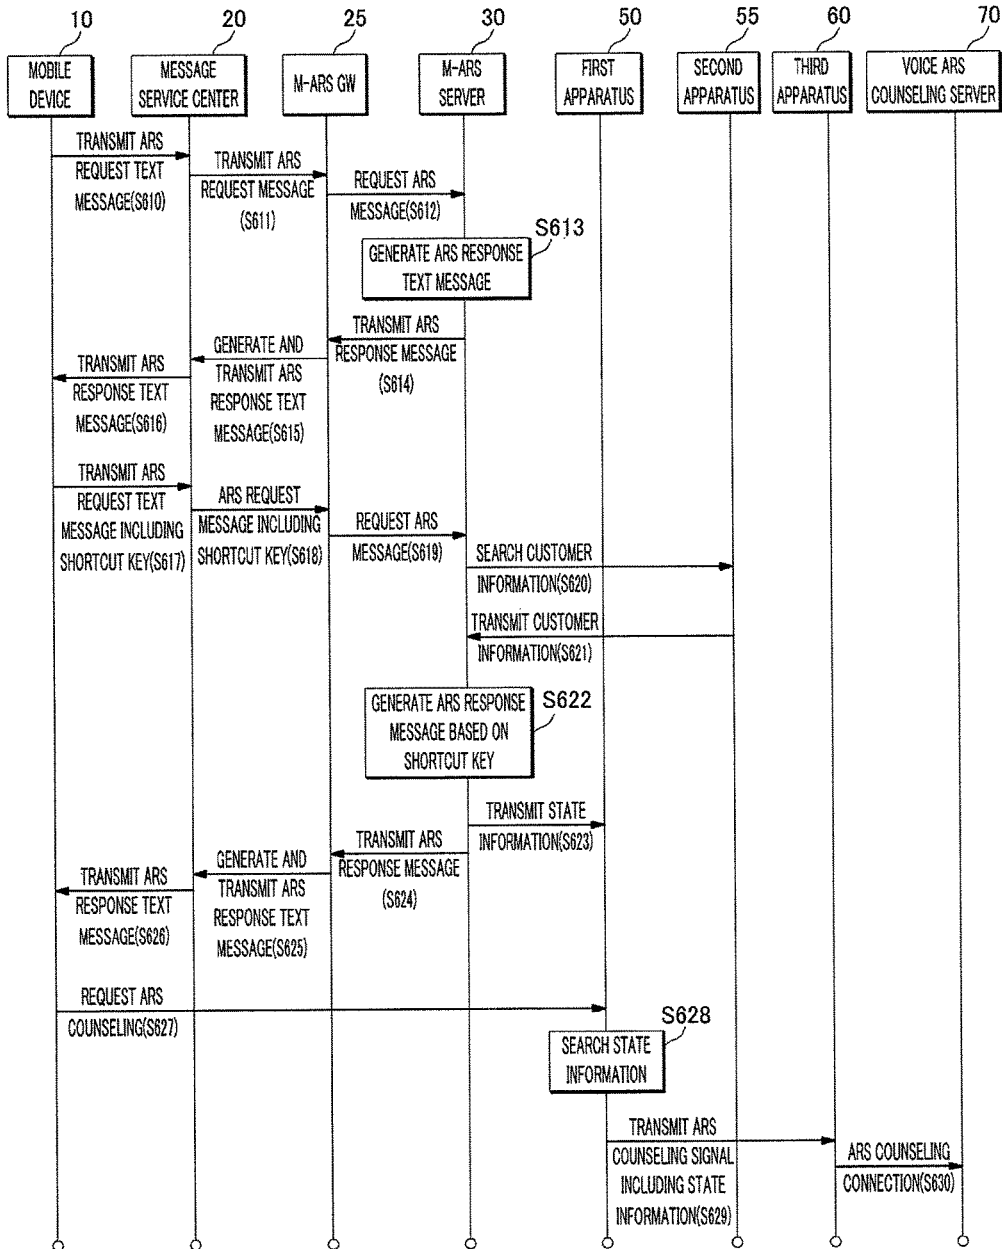 10
20
25
30
50
55
60
70
MOBILE
DEVICE
MESSAGE
SERVICE CENTER
M-ARS GW
M-ARS
SERVER
FIRST
APPARATUS
SECOND
APPARATUS
THIRD
APPARATUS
VOICE ARS
COUNSELING SERVER
TRANSMIT ARS
REQUEST TEXT
MESSAGE(S610)
TRANSMIT ARS
REQUEST MESSAGE
(S611)
REQUEST ARS
MESSAGE(S612)
S613
GENERATE ARS RESPONSE
TEXT MESSAGE
TRANSMIT ARS
RESPONSE MESSAGE
(S614)
GENERATE AND
TRANSMIT ARS
RESPONSE TEXT
MESSAGE(S615)
TRANSMIT ARS
RESPONSE TEXT
MESSAGE(S616)
TRANSMIT ARS
REQUEST TEXT
MESSAGE INCLUDING
SHORTCUT KEY(S617)
ARS REQUEST
MESSAGE INCLUDING
SHORTCUT KEY(S618)
REQUEST ARS
MESSAGE(S619)
SEARCH CUSTOMER
INFORMATION(S620)
TRANSMIT CUSTOMER
INFORMATION(S621)
S622
GENERATE ARS RESPONSE
MESSAGE BASED ON
SHORTCUT KEY
TRANSMIT STATE
INFORMATION(S623)
TRANSMIT ARS
RESPONSE MESSAGE
(S624)
GENERATE AND
TRANSMIT ARS
RESPONSE TEXT
MESSAGE(S625)
TRANSMIT ARS
RESPONSE TEXT
MESSAGE(S626)
REQUEST ARS
COUNSELING(S627)
S628
SEARCH STATE
INFORMATION
TRANSMIT ARS
COUNSELING SIGNAL
INCLUDING STATE
INFORMATION(S629)
ARS COUNSELING
CONNECTION(S630)